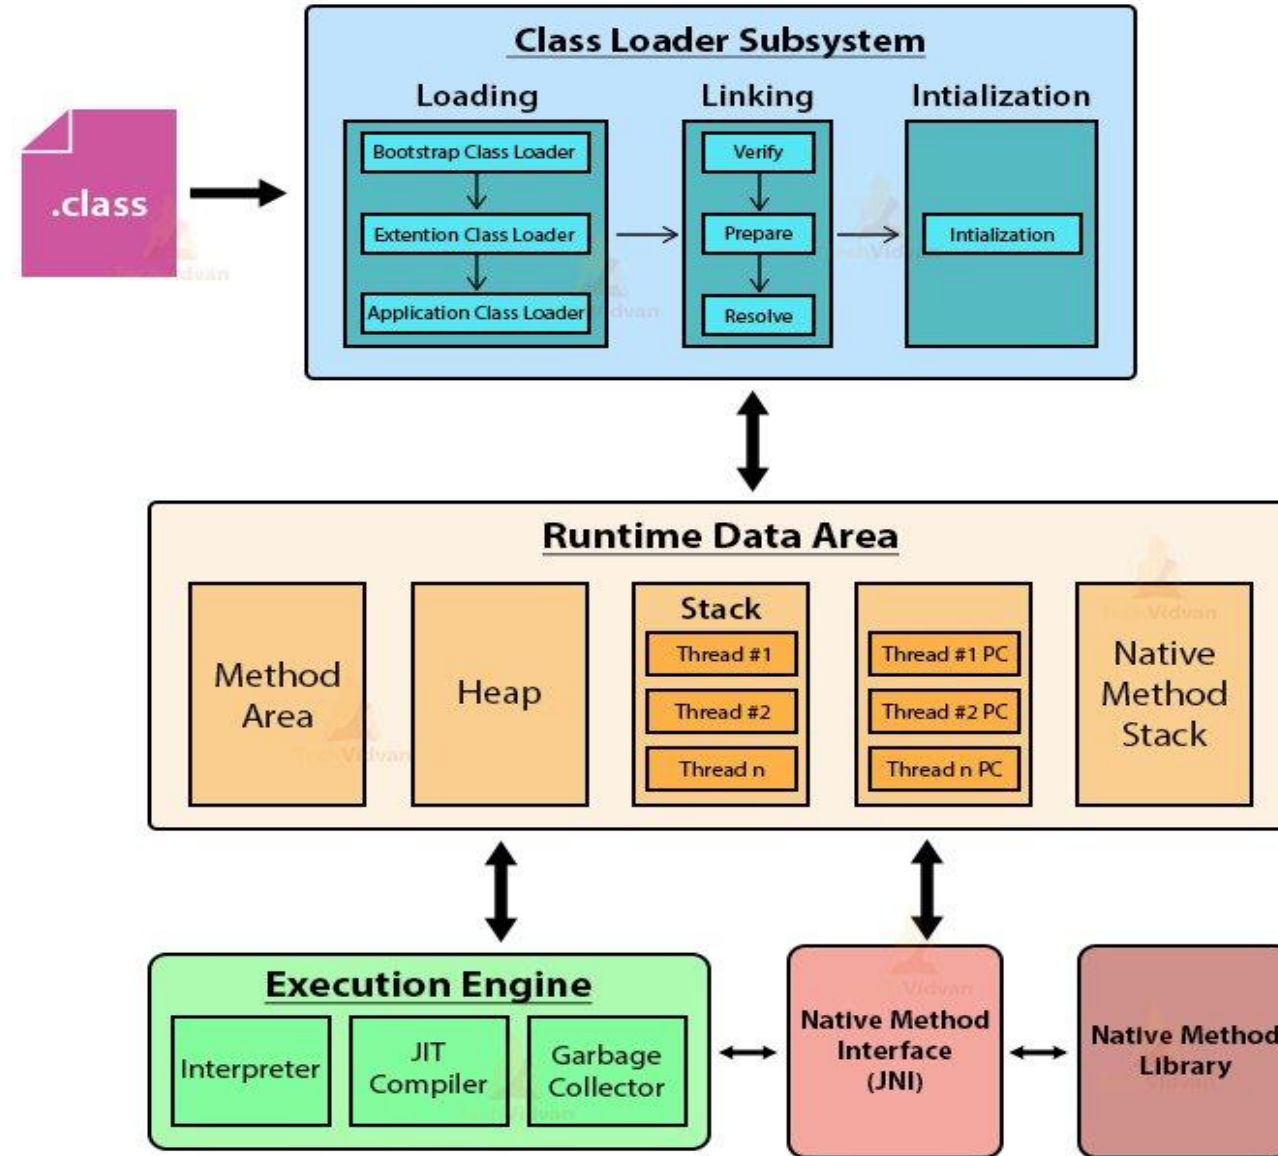 Class Loader Subsystem
Loading
Linking
Intialization
.class
Bootstrap Class Loader
Extention Class Loader
Application Class Loader
Verify
Prepare
Resolve
Intialization
Runtime Data Area
Method
Area
Heap
Stack
Thread #1
Thread #2
Thread n
Thread #1 PC
Thread #2 PC
Thread n PC
Native
Method
Stack
Execution Engine
Interpreter
JIT
Compiler
Garbage
Collector
Native Method
Interface
(JNI)
Native Method
Library
TechVidvan